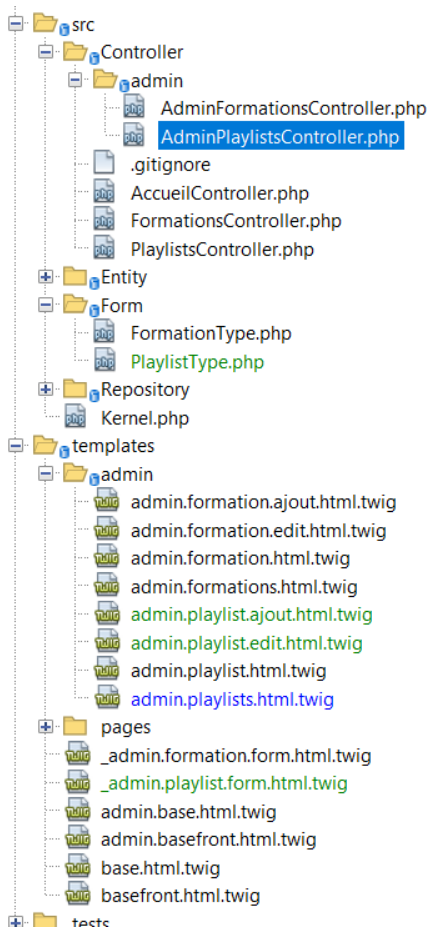 src
Controller
admin
AdminFormationsController.php
AdminPlaylistsController.php
.gitignore
AccueilController.php
FormationsController.php
PlaylistsController.php
Entity
Form
FormationType.php
PlaylistType.php
Repository
Kernel.php
templates
admin
admin.formation.ajout.html.twig
admin.formation.edit.html.twig
admin.formation.html.twig
admin.formations.html.twig
admin.playlist.ajout.html.twig
admin.playlist.edit.html.twig
admin.playlist.html.twig
admin.playlists.html.twig
pages
_admin.formation.form.html.twig
_admin.playlist.form.html.twig
admin.base.html.twig
admin.basefront.html.twig
base.html.twig
basefront.html.twig
tests